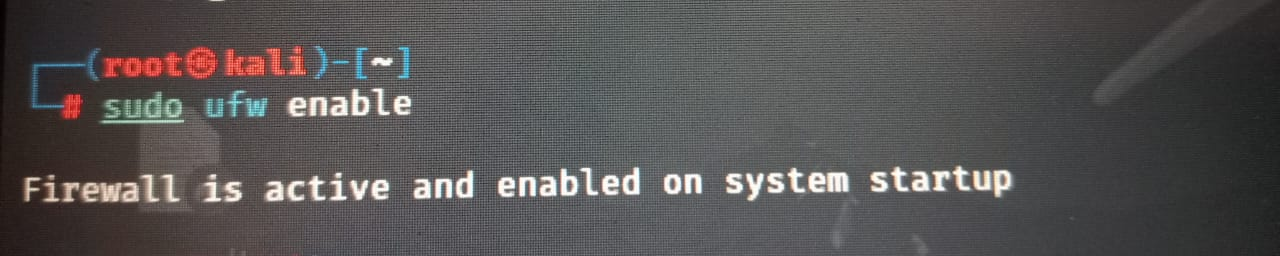 ┌──(root㉿kali)-[~]
└─# sudo ufw enable
Firewall is active and enabled on system startup